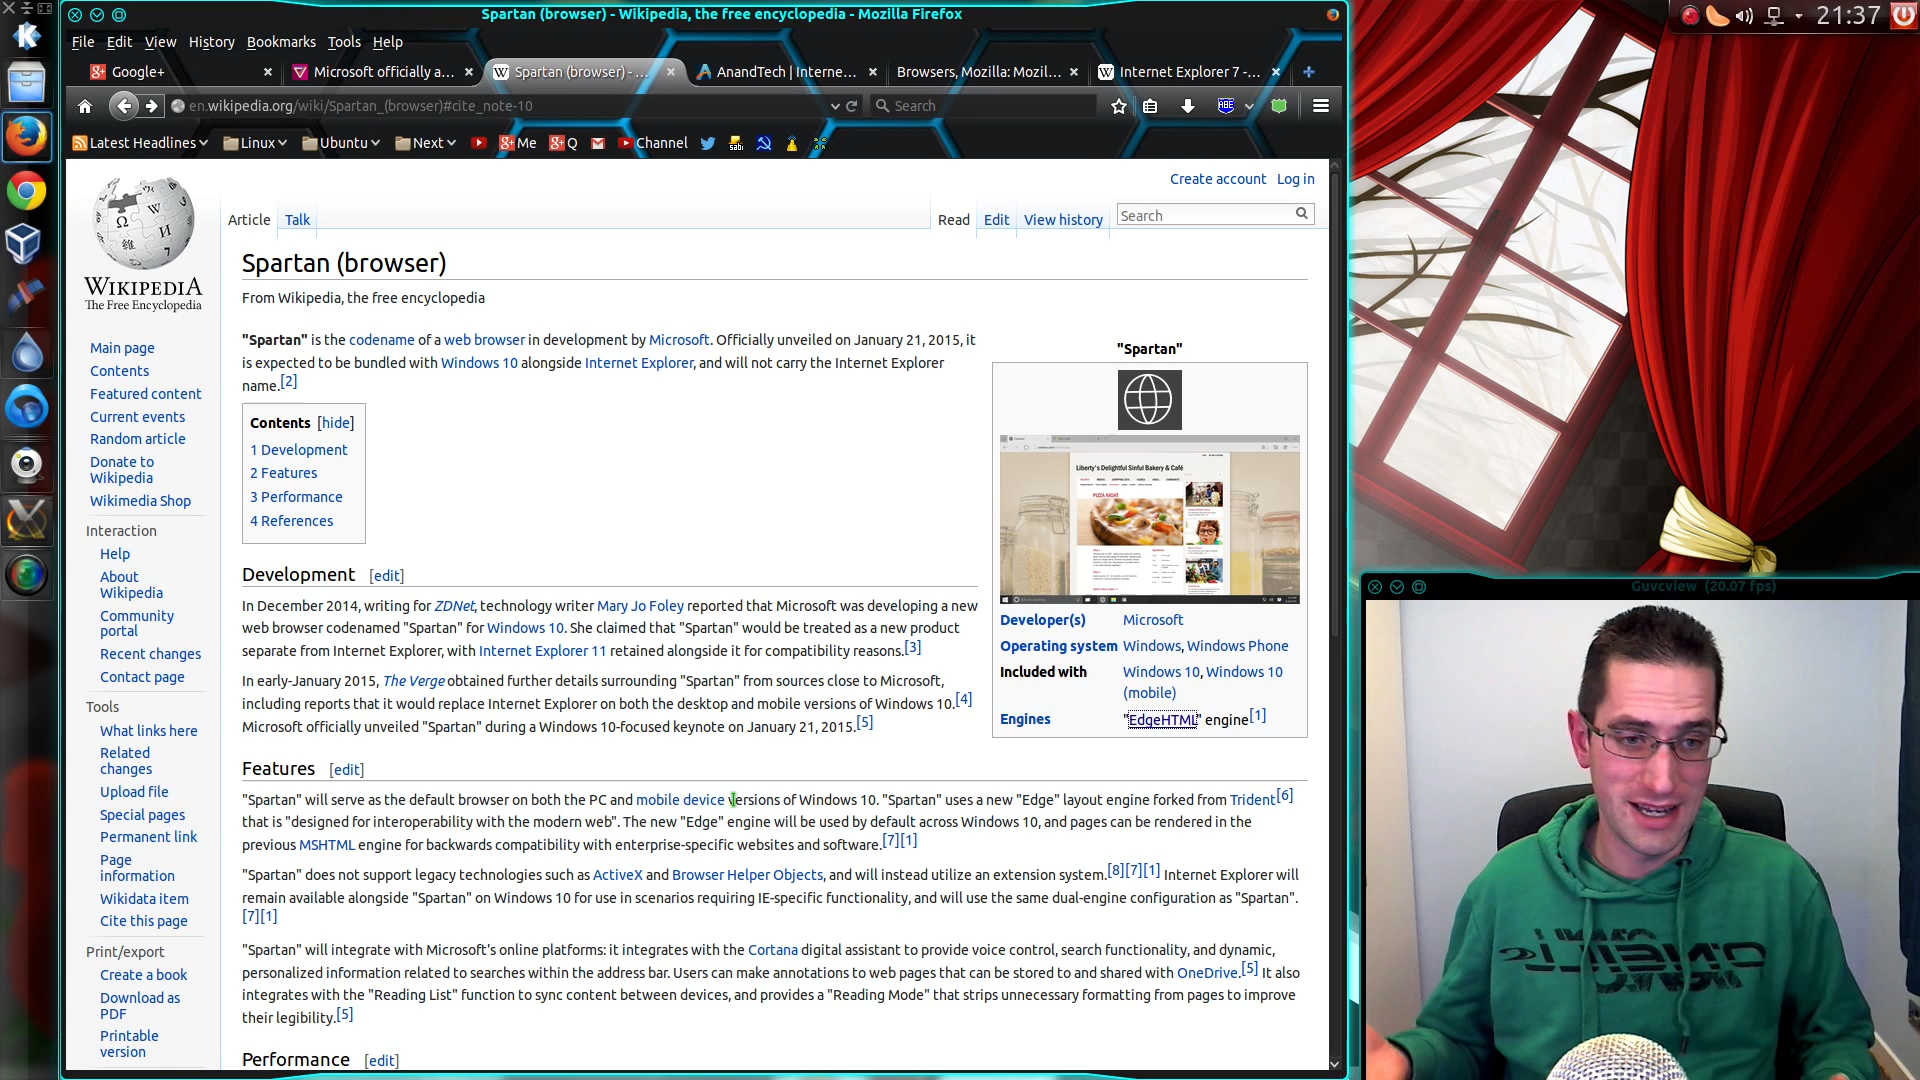 Spartan (browser) - Wikipedia, the free encyclopedia - Mozilla Firefox
21:37
File Edit View History Bookmarks Tools Help
Google+
Microsoft officially a...
Spartan (browser) - ...
AnandTech | Interne...
Browsers, Mozilla: Mozil...
Internet Explorer 7 -...
en.wikipedia.org/wiki/Spartan_(browser)#cite_note-10
Search
ABE
Latest Headlines Linux Ubuntu Next Me Q Channel
Create account Log in
Article Talk
Read Edit View history
Search
WIKIPEDIA
The Free Encyclopedia
Main page
Contents
Featured content
Current events
Random article
Donate to
Wikipedia
Wikimedia Shop
Interaction
Help
About
Wikipedia
Community
portal
Recent changes
Contact page
Tools
What links here
Related
changes
Upload file
Special pages
Permanent link
Page
information
Wikidata item
Cite this page
Print/export
Create a book
Download as
PDF
Printable
version
Spartan (browser)
From Wikipedia, the free encyclopedia
"Spartan" is the codename of a web browser in development by Microsoft. Officially unveiled on January 21, 2015, it
is expected to be bundled with Windows 10 alongside Internet Explorer, and will not carry the Internet Explorer
name.[2]
Contents [hide]
1 Development
2 Features
3 Performance
4 References
"Spartan"
Liberty's Delightful Sinful Bakery & Café
PIZZA NIGHT
Developer(s) Microsoft
Operating system Windows, Windows Phone
Included with Windows 10, Windows 10
(mobile)
Engines "EdgeHTML" engine[1]
Development [edit]
In December 2014, writing for ZDNet, technology writer Mary Jo Foley reported that Microsoft was developing a new
web browser codenamed "Spartan" for Windows 10. She claimed that "Spartan" would be treated as a new product
separate from Internet Explorer, with Internet Explorer 11 retained alongside it for compatibility reasons.[3]
In early-January 2015, The Verge obtained further details surrounding "Spartan" from sources close to Microsoft,
including reports that it would replace Internet Explorer on both the desktop and mobile versions of Windows 10.[4]
Microsoft officially unveiled "Spartan" during a Windows 10-focused keynote on January 21, 2015.[5]
Features [edit]
"Spartan" will serve as the default browser on both the PC and mobile device versions of Windows 10. "Spartan" uses a new "Edge" layout engine forked from Trident[6]
that is "designed for interoperability with the modern web". The new "Edge" engine will be used by default across Windows 10, and pages can be rendered in the
previous MSHTML engine for backwards compatibility with enterprise-specific websites and software.[7][1]
"Spartan" does not support legacy technologies such as ActiveX and Browser Helper Objects, and will instead utilize an extension system.[8][7][1] Internet Explorer will
remain available alongside "Spartan" on Windows 10 for use in scenarios requiring IE-specific functionality, and will use the same dual-engine configuration as "Spartan".
[7][1]
"Spartan" will integrate with Microsoft's online platforms: it integrates with the Cortana digital assistant to provide voice control, search functionality, and dynamic,
personalized information related to searches within the address bar. Users can make annotations to web pages that can be stored to and shared with OneDrive.[5] It also
integrates with the "Reading List" function to sync content between devices, and provides a "Reading Mode" that strips unnecessary formatting from pages to improve
their legibility.[5]
Performance [edit]
Guvcview (20.07 fps)